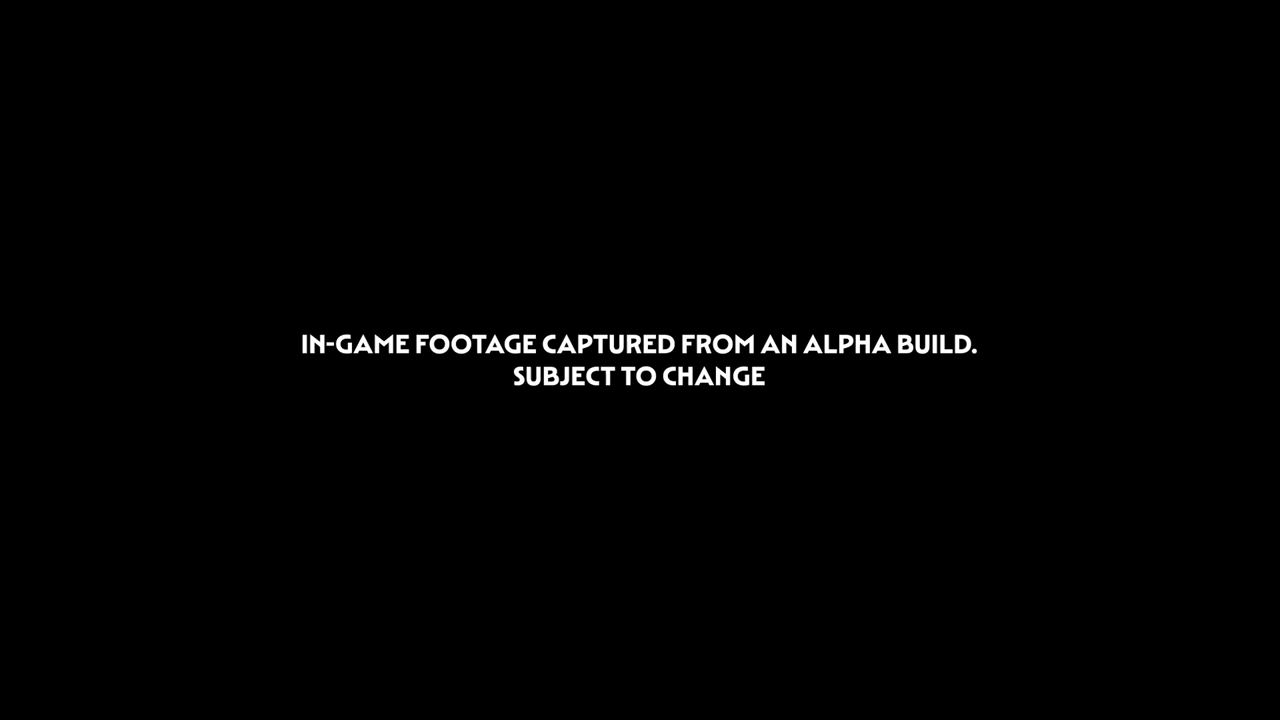 IN-GAME FOOTAGE CAPTURED FROM AN ALPHA BUILD.
SUBJECT TO CHANGE